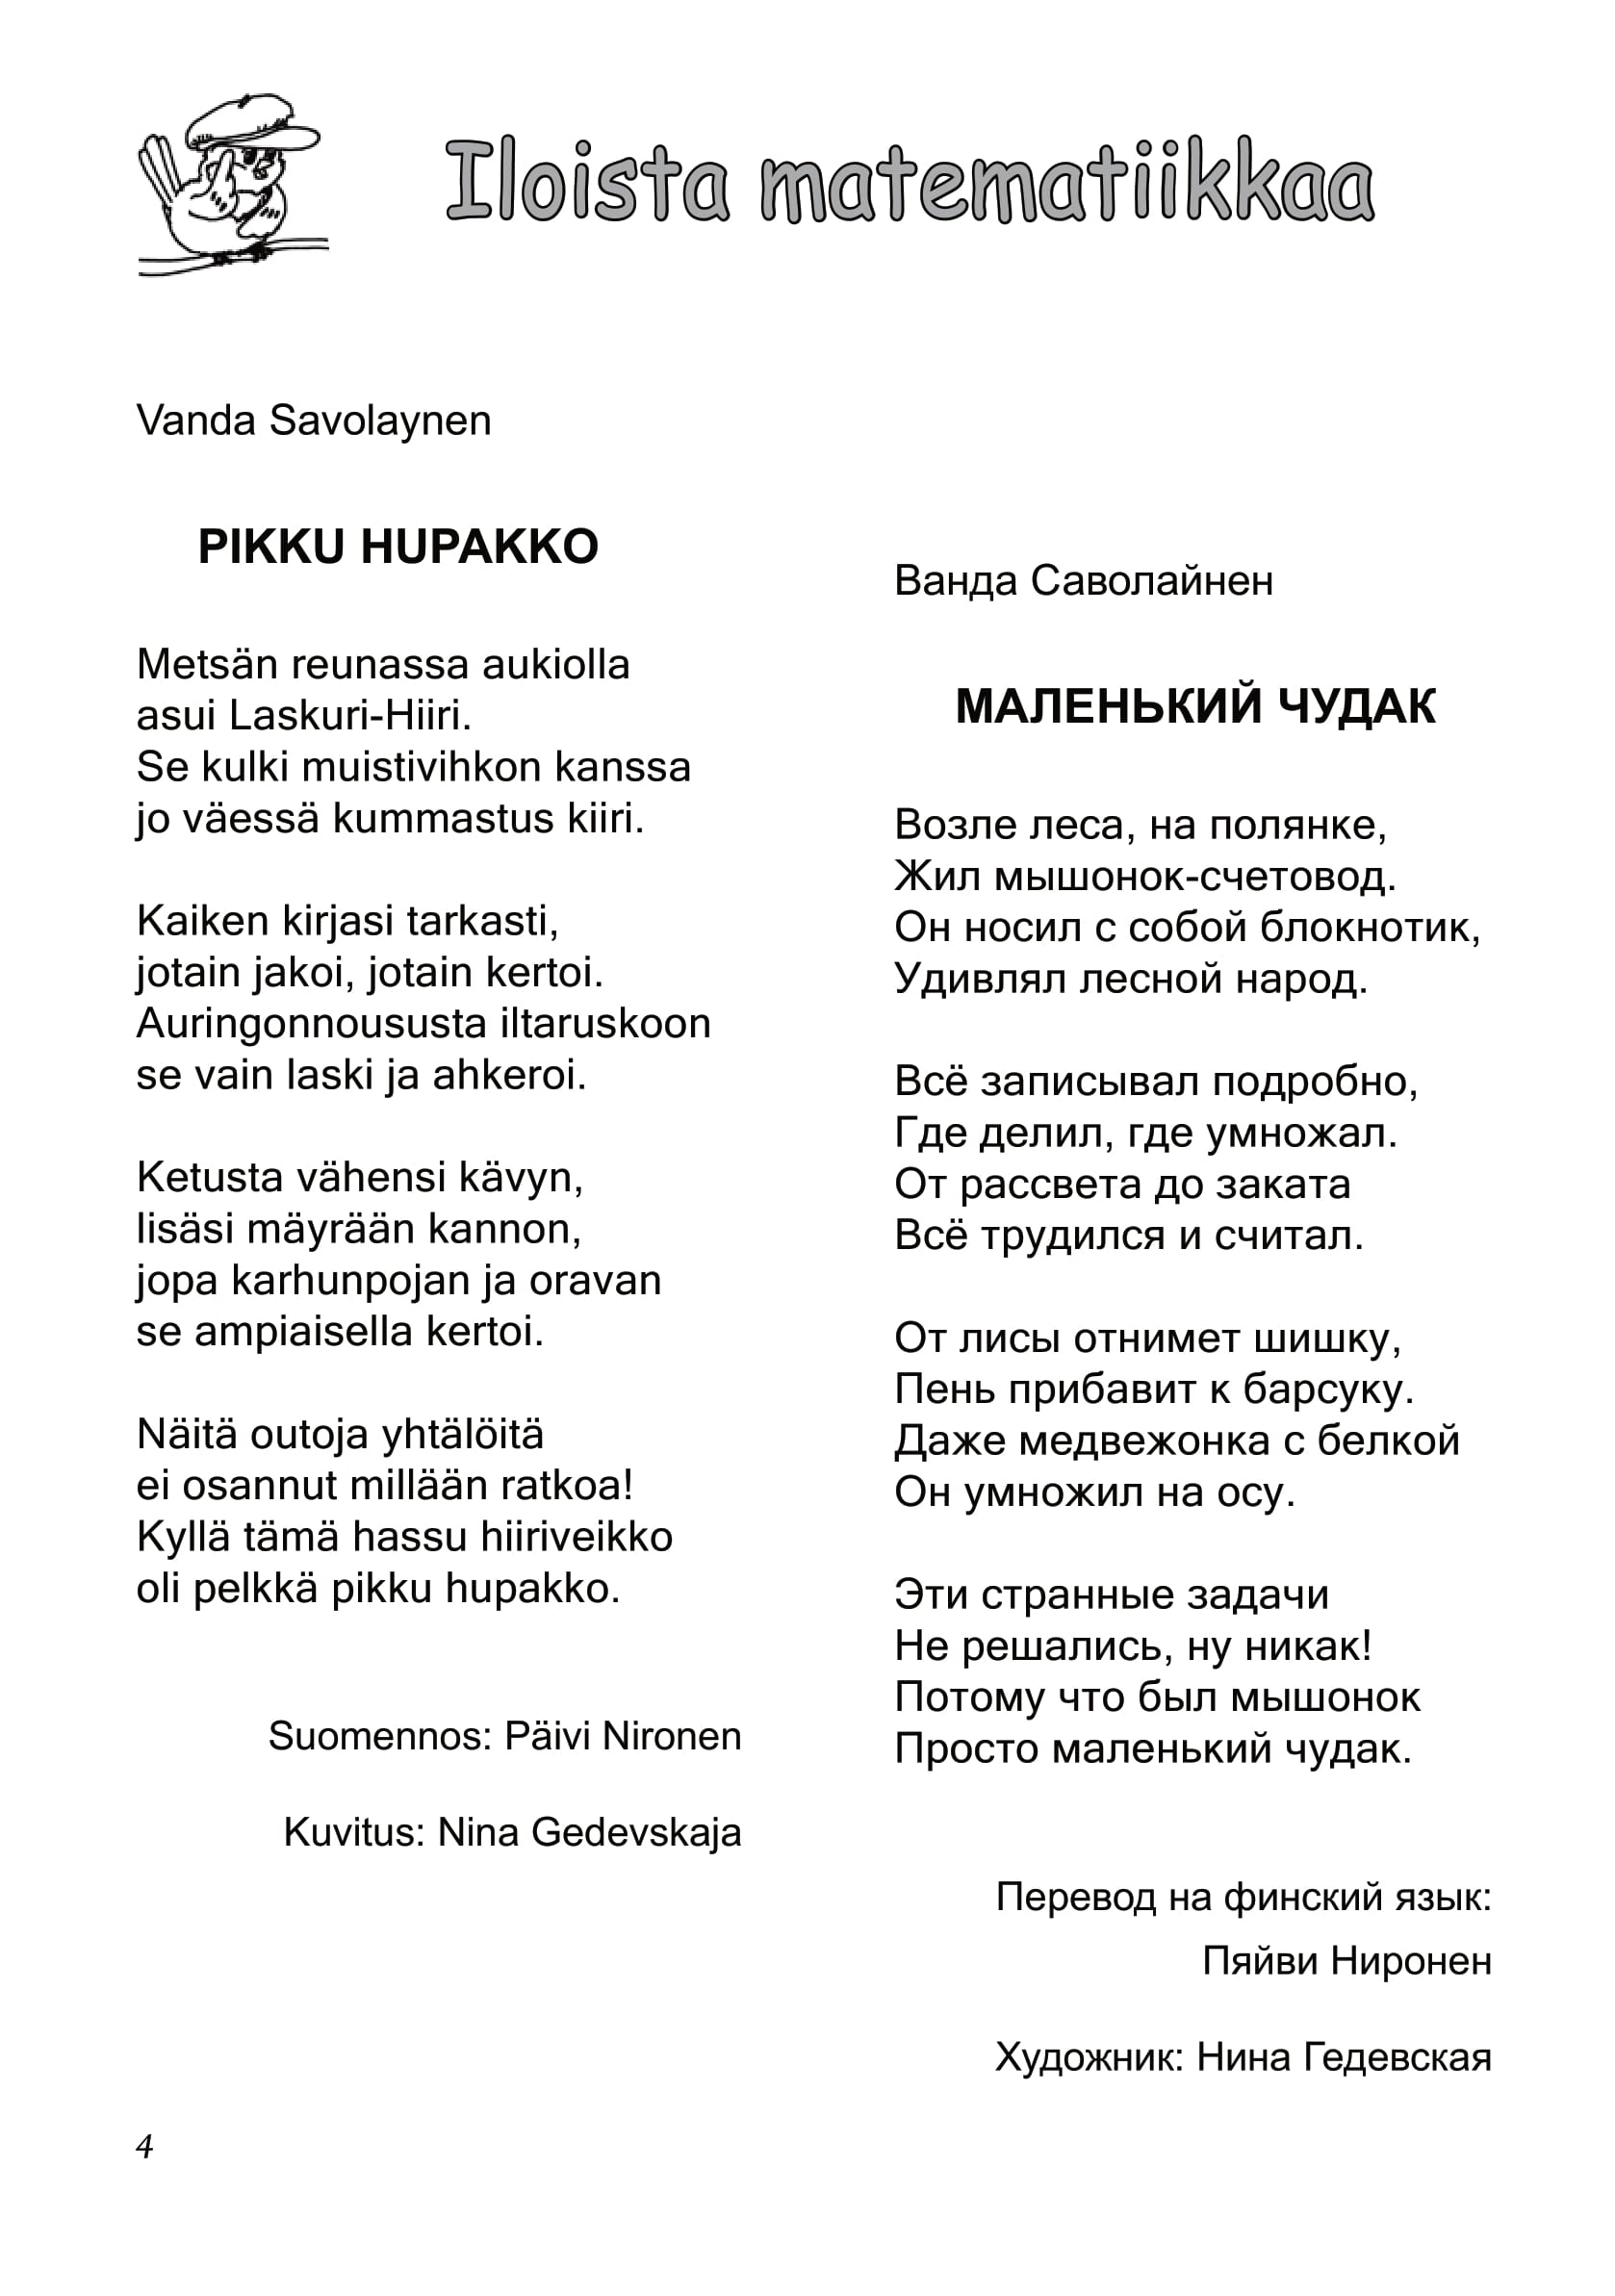 Iloista matematiikkaa
Vanda Savolaynen
PIKKU HUPAKKO
Metsän reunassa aukiolla
asui Laskuri-Hiiri.
Se kulki muistivihkon kanssa
jo väessä kummastus kiiri.
Kaiken kirjasi tarkasti,
jotain jakoi, jotain kertoi.
Auringonnoususta iltaruskoon
se vain laski ja ahkeroi.
Ketusta vähensi kävyn,
lisäsi mäyrään kannon,
jopa karhunpojan ja oravan
se ampiaisella kertoi.
Näitä outoja yhtälöitä
ei osannut millään ratkoa!
Kyllä tämä hassu hiiriveikko
oli pelkkä pikku hupakko.
Suomennos: Päivi Nironen
Kuvitus: Nina Gedevskaja
Ванда Саволайнен
МАЛЕНЬКИЙ ЧУДАК
Возле леса, на полянке,
Жил мышонок-счетовод.
Он носил с собой блокнотик,
Удивлял лесной народ.
Всё записывал подробно,
Где делил, где умножал.
От рассвета до заката
Всё трудился и считал.
От лисы отнимет шишку,
Пень прибавит к барсуку.
Даже медвежонка с белкой
Он умножил на осу.
Эти странные задачи
Не решались, ну никак!
Потому что был мышонок
Просто маленький чудак.
Перевод на финский язык:
Пяйви Ниронен
Художник: Нина Гедевская
4